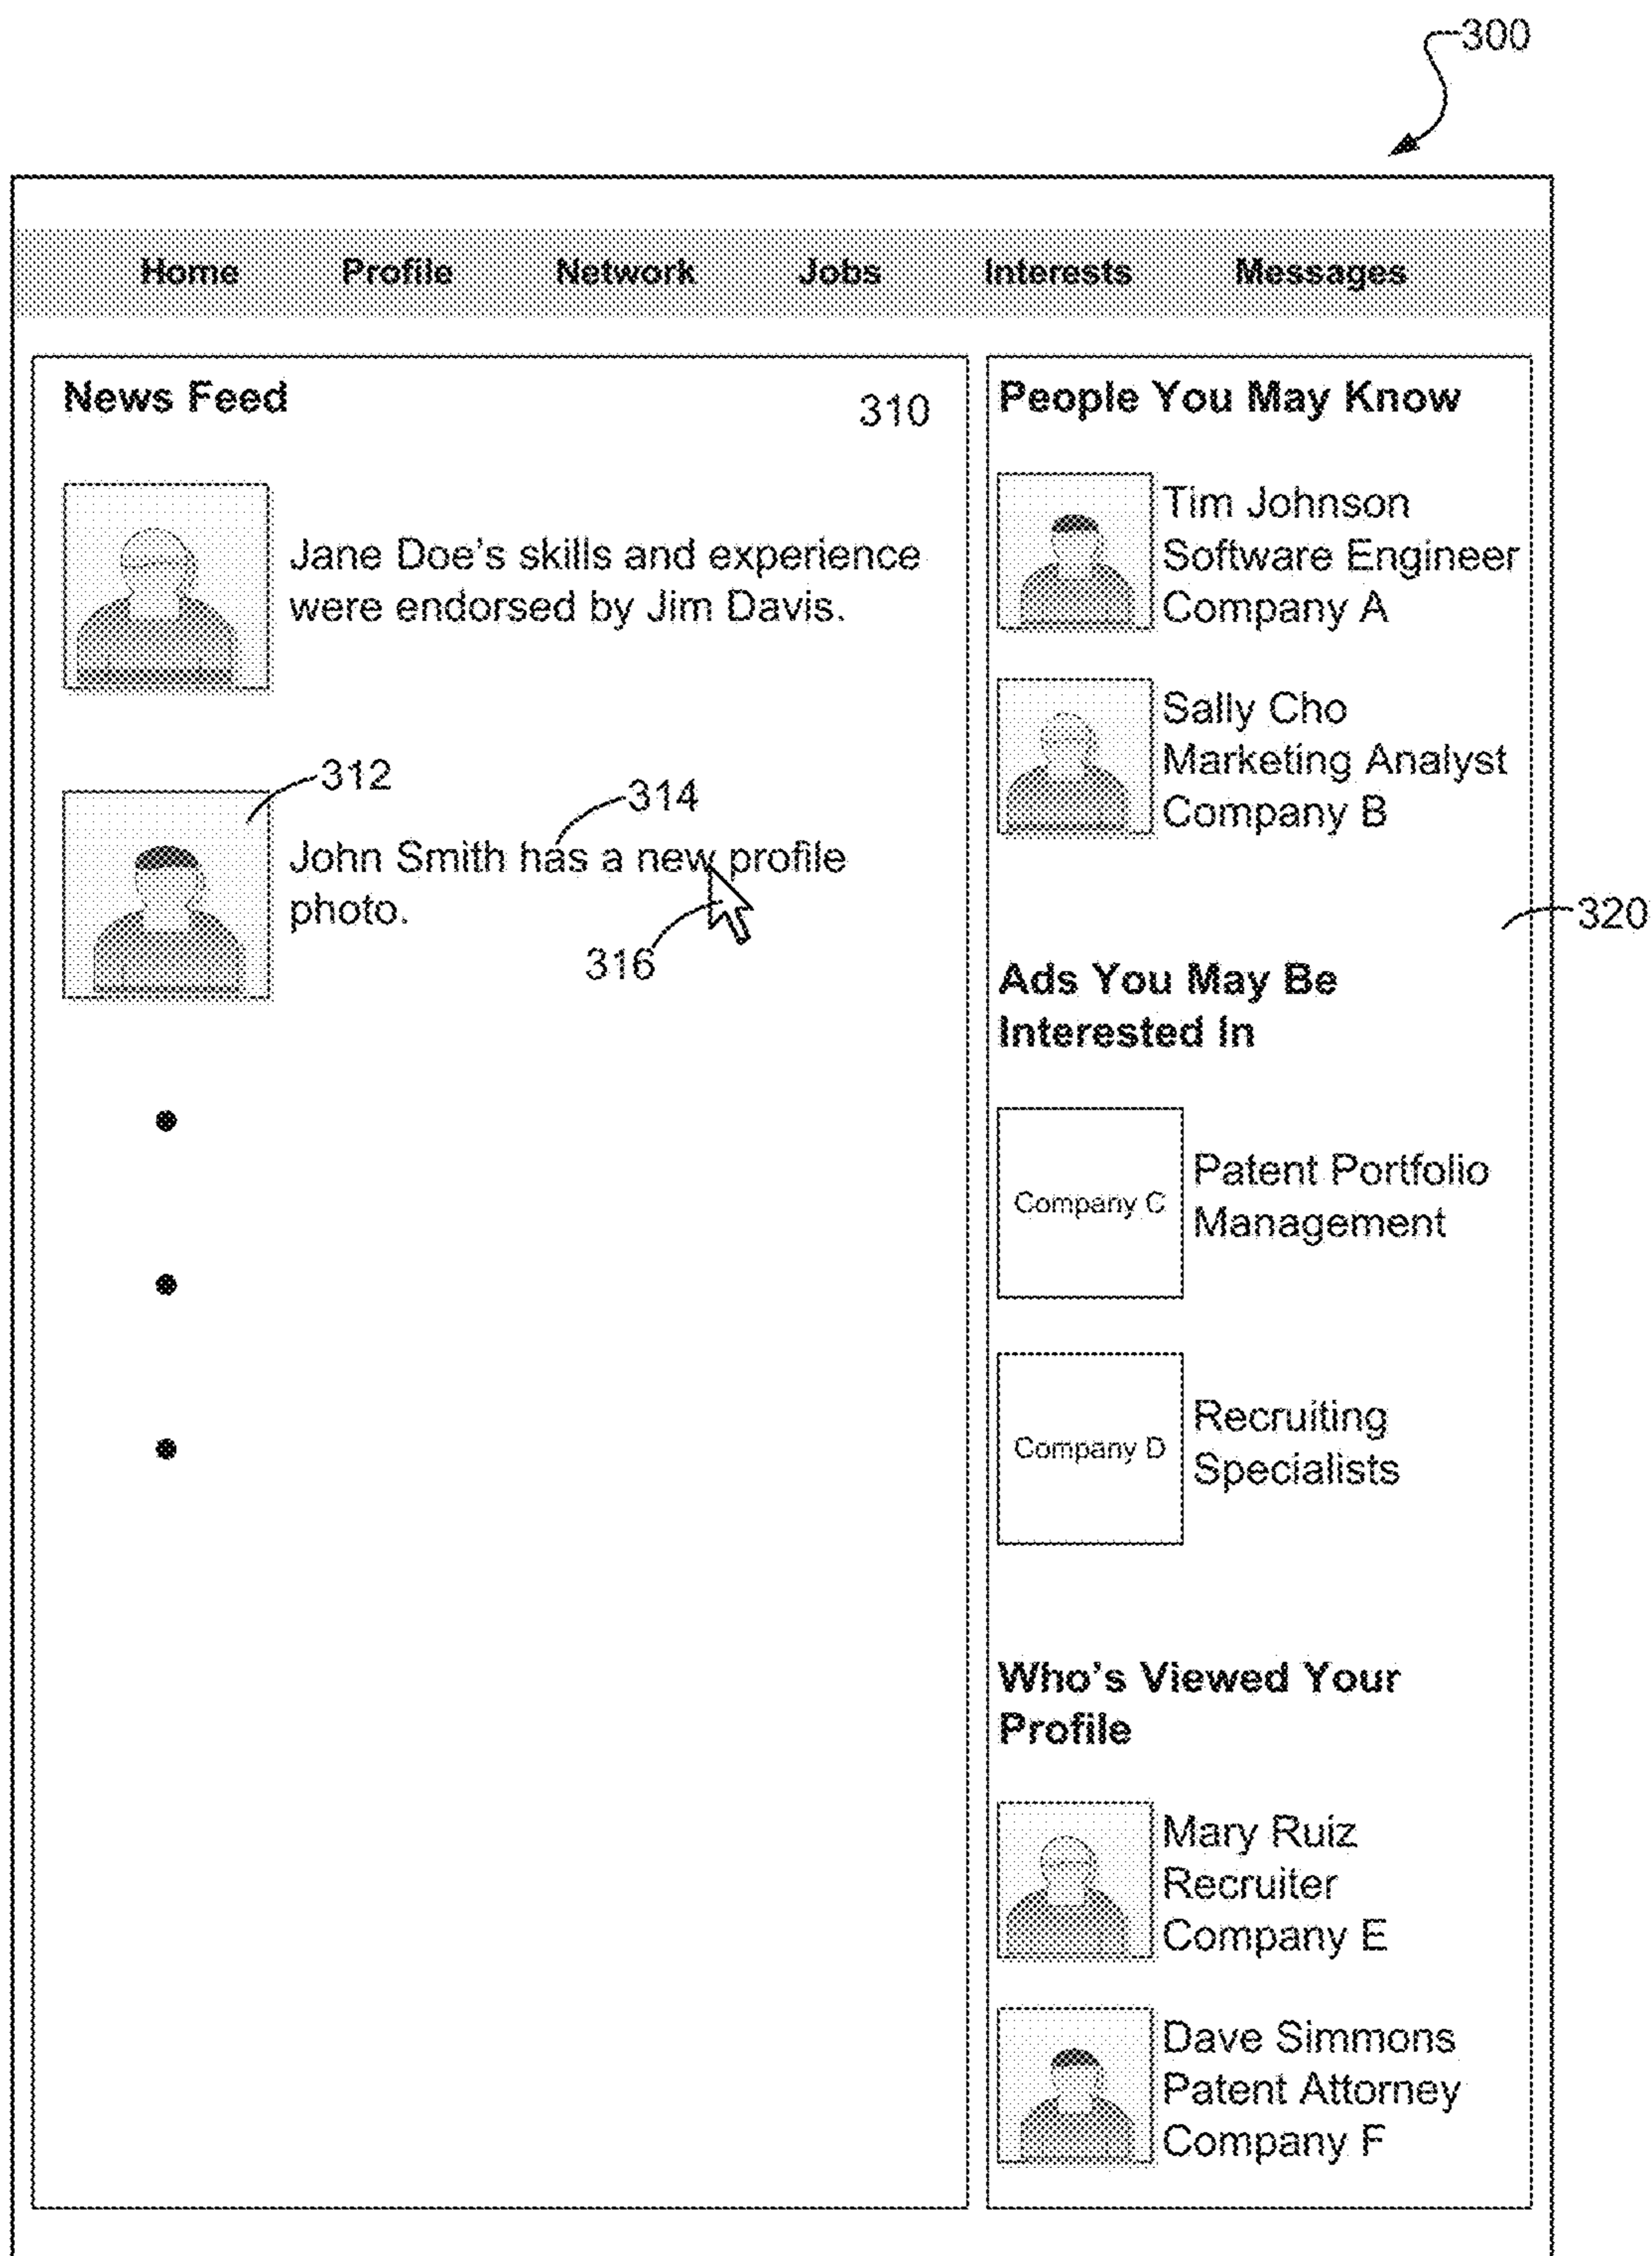 300
Home Profile Network Jobs Interests Messages
News Feed
310
Jane Doe's skills and experience
were endorsed by Jim Davis.
312
314
John Smith has a new profile
photo.
316
People You May Know
Tim Johnson
Software Engineer
Company A
Sally Cho
Marketing Analyst
Company B
320
Ads You May Be
Interested In
Company C
Patent Portfolio
Management
Company D
Recruiting
Specialists
Who's Viewed Your
Profile
Mary Ruiz
Recruiter
Company E
Dave Simmons
Patent Attorney
Company F